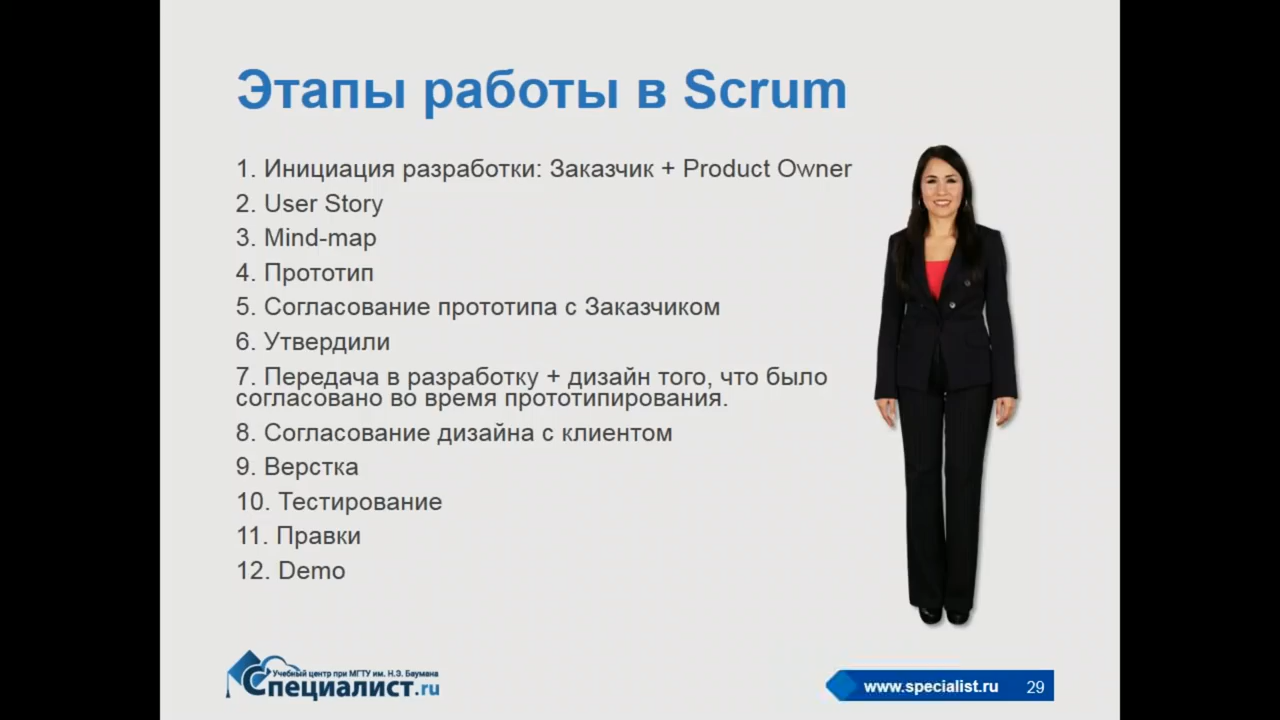 Этапы работы в Scrum
1. Инициация разработки: Заказчик + Product Owner
2. User Story
3. Mind-map
4. Прототип
5. Согласование прототипа с Заказчиком
6. Утвердили
7. Передача в разработку + дизайн того, что было
согласовано во время прототипирования.
8. Согласование дизайна с клиентом
9. Верстка
10. Тестирование
11. Правки
12. Demo
Учебный центр при МГТУ им. Н.Э. Баумана
Специалист.ru
www.specialist.ru 29